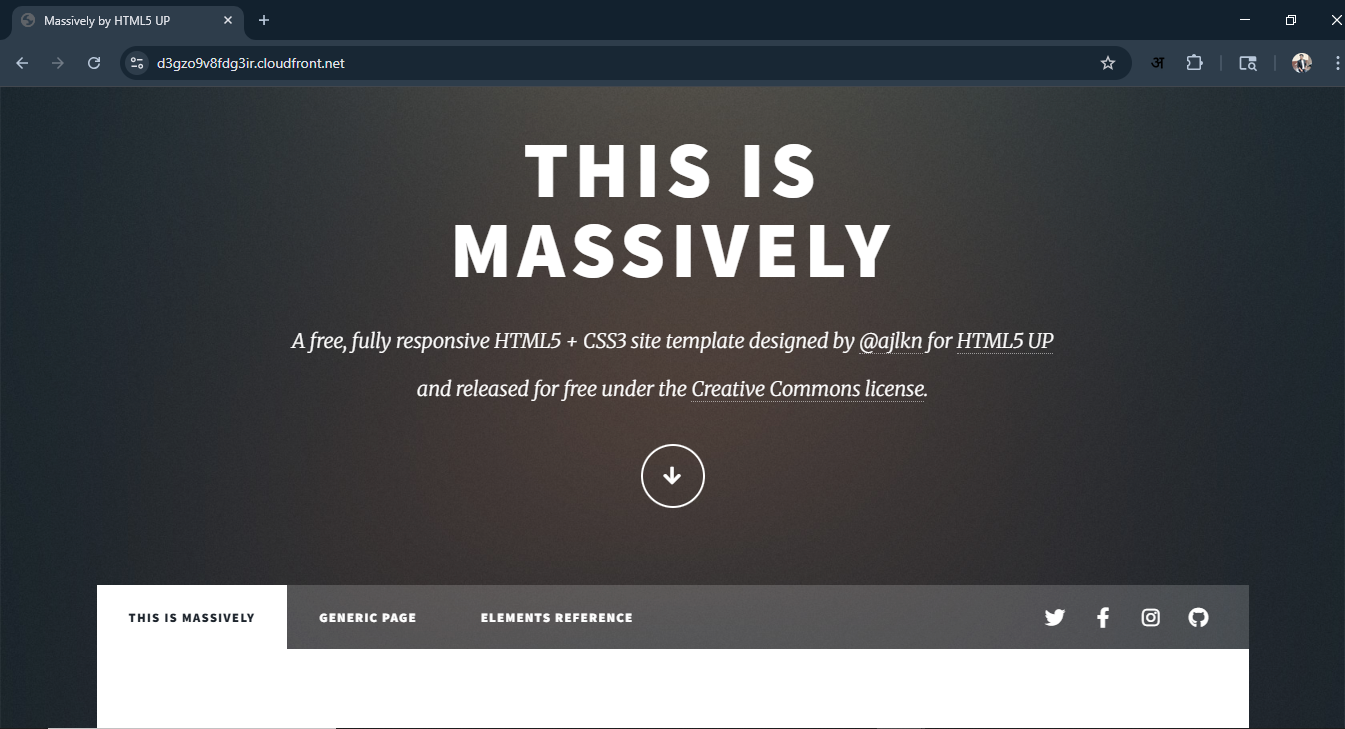 Massively by HTML5 UP
d3gzo9v8fdg3ir.cloudfront.net
अ
THIS IS
MASSIVELY
A free, fully responsive HTML5 + CSS3 site template designed by @ajlkn for HTML5 UP
and released for free under the Creative Commons license.
THIS IS MASSIVELY GENERIC PAGE ELEMENTS REFERENCE